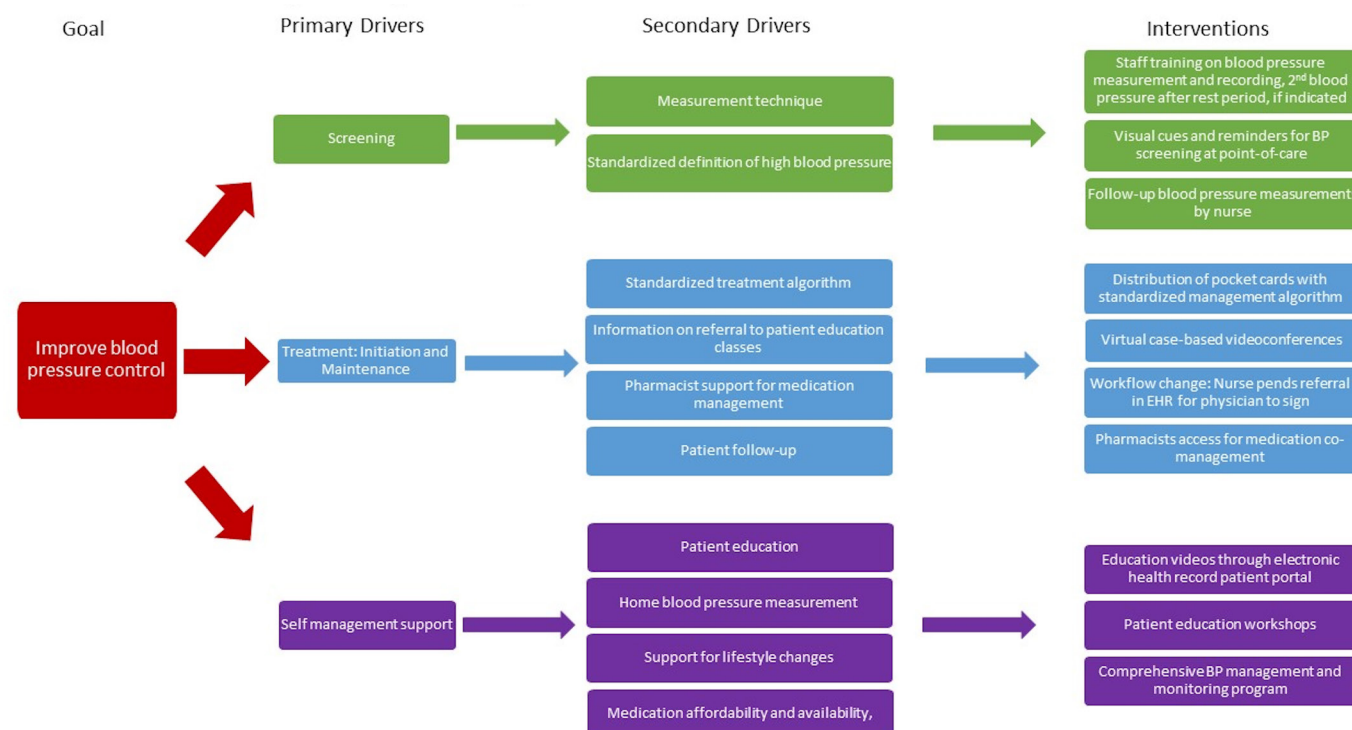 Goal
Primary Drivers
Secondary Drivers
Interventions
Improve blood
pressure control
Screening
Measurement technique
Standardized definition of high blood pressure
Staff training on blood pressure
measurement and recording, 2nd blood
pressure after rest period, if indicated
Visual cues and reminders for BP
screening at point-of-care
Follow-up blood pressure measurement
by nurse
Treatment: Initiation and
Maintenance
Standardized treatment algorithm
Information on referral to patient education
classes
Pharmacist support for medication
management
Patient follow-up
Distribution of pocket cards with
standardized management algorithm
Virtual case-based videoconferences
Workflow change: Nurse pends referral
in EHR for physician to sign
Pharmacists access for medication co-
management
Self management support
Patient education
Home blood pressure measurement
Support for lifestyle changes
Medication affordability and availability,
Education videos through electronic
health record patient portal
Patient education workshops
Comprehensive BP management and
monitoring program